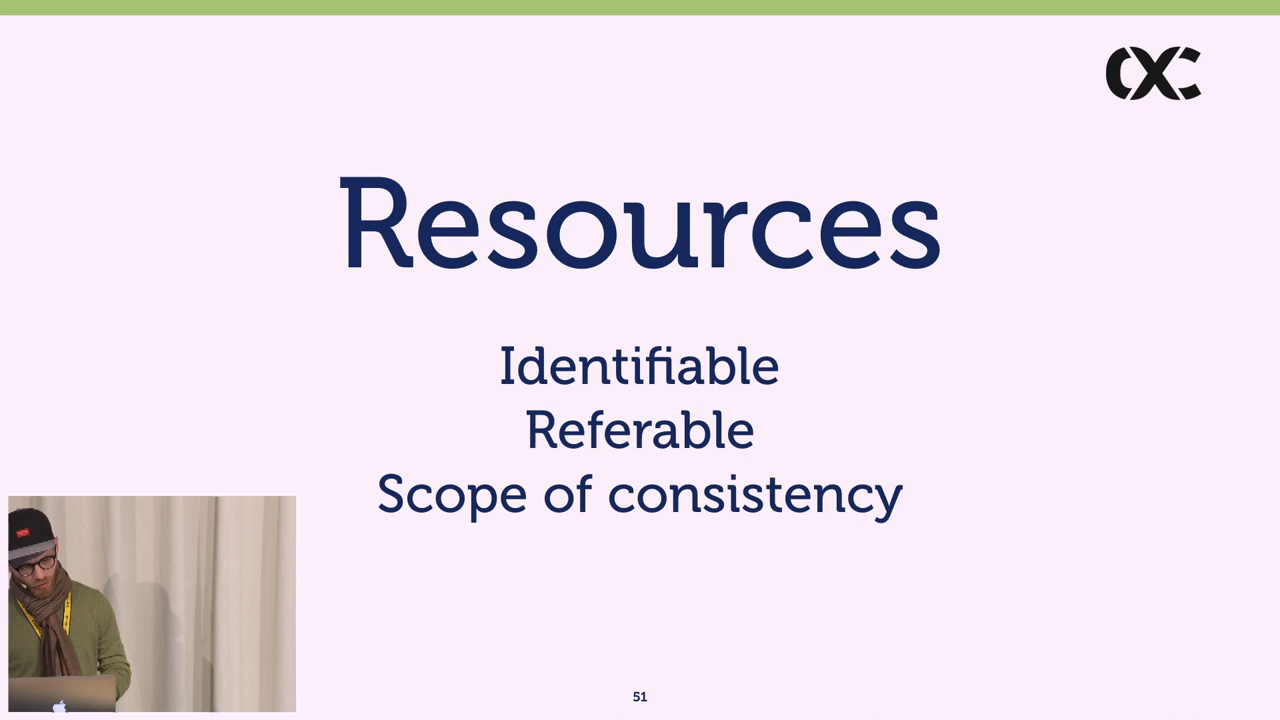 Resources
Identifiable
Referable
Scope of consistency
51